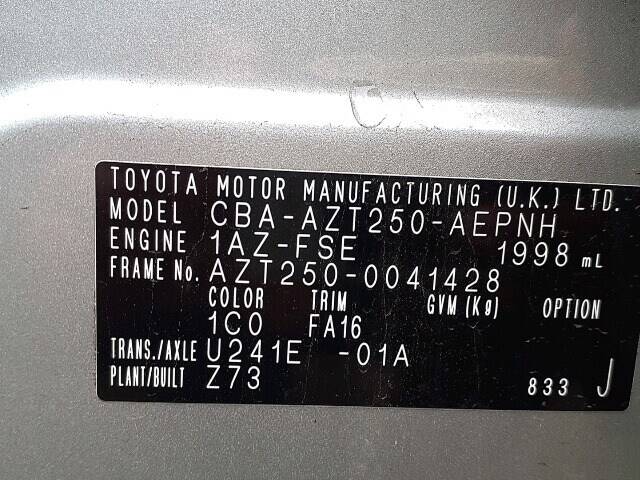 TOYOTA MOTOR MANUFACTURING (U.K.) LTD.
MODEL CBA-AZT250-AEPNH
ENGINE 1AZ-FSE 1998 mL
FRAME No. AZT250-0041428
COLOR TRIM GVM (Kg) OPTION
1C0 FA16
TRANS./AXLE U241E -01A
PLANT/BUILT Z73 833 J